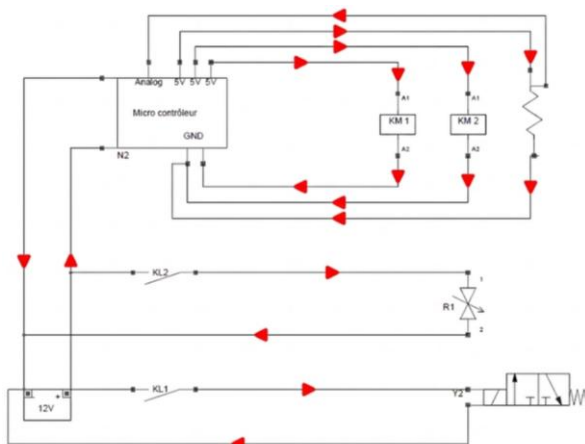 Analog 5V 5V 5V
Micro contrôleur
GND
N2
A1
KM 1
A2
A1
KM 2
A2
KL2
1
R1
2
KL1
Y2
- +
12V